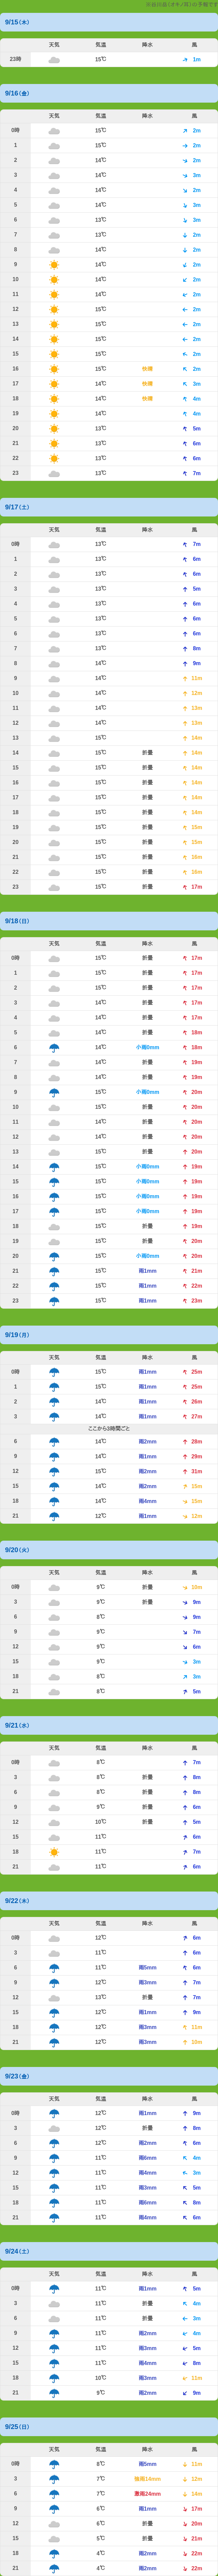 9/15(木)
天気 気温 降水 風
23時 15℃ 1m
9/16(金)
天気 気温 降水 風
0時 15℃ 2m
1 15℃ 2m
2 14℃ 2m
3 14℃ 3m
4 14℃ 2m
5 14℃ 3m
6 13℃ 3m
7 13℃ 2m
8 14℃ 2m
9 14℃ 2m
10 15℃ 2m
11 15℃ 2m
12 15℃ 2m
13 15℃ 2m
14 15℃ 2m
15 15℃ 2m
16 15℃ 快晴 2m
17 14℃ 快晴 3m
18 14℃ 快晴 4m
19 14℃ 4m
20 13℃ 5m
21 13℃ 6m
22 13℃ 6m
23 13℃ 7m
9/17(土)
天気 気温 降水 風
0時 13℃ 7m
1 13℃ 6m
2 13℃ 6m
3 13℃ 5m
4 13℃ 6m
5 13℃ 6m
6 13℃ 6m
7 13℃ 8m
8 14℃ 9m
9 14℃ 11m
10 14℃ 12m
11 14℃ 13m
12 14℃ 13m
13 15℃ 14m
14 15℃ 折畳 14m
15 15℃ 折畳 14m
16 15℃ 折畳 14m
17 15℃ 折畳 14m
18 15℃ 折畳 14m
19 15℃ 折畳 15m
20 15℃ 折畳 15m
21 15℃ 折畳 16m
22 15℃ 折畳 16m
23 15℃ 折畳 17m
9/18(日)
天気 気温 降水 風
0時 15℃ 折畳 17m
1 15℃ 折畳 17m
2 15℃ 折畳 17m
3 14℃ 折畳 17m
4 14℃ 折畳 17m
5 14℃ 折畳 18m
6 14℃ 小雨0mm 18m
7 14℃ 折畳 19m
8 14℃ 折畳 19m
9 14℃ 小雨0mm 20m
10 15℃ 折畳 20m
11 14℃ 折畳 20m
12 14℃ 折畳 20m
13 15℃ 折畳 20m
14 15℃ 小雨0mm 19m
15 15℃ 小雨0mm 19m
16 15℃ 小雨0mm 19m
17 15℃ 小雨0mm 19m
18 15℃ 折畳 19m
19 15℃ 折畳 20m
20 15℃ 小雨0mm 20m
21 15℃ 雨1mm 21m
22 15℃ 雨1mm 22m
23 15℃ 雨1mm 23m
9/19(月)
天気 気温 降水 風
0時 14℃ 雨1mm 25m
1 14℃ 雨1mm 25m
2 14℃ 雨1mm 26m
3 14℃ 雨1mm 27m
ここから3時間ごと
6 14℃ 雨2mm 28m
9 14℃ 雨1mm 29m
12 15℃ 雨2mm 31m
15 14℃ 雨2mm 15m
18 14℃ 雨4mm 15m
21 12℃ 雨1mm 12m
9/20(火)
天気 気温 降水 風
0時 9℃ 折畳 10m
3 9℃ 折畳 9m
6 8℃ 9m
9 9℃ 7m
12 9℃ 6m
15 9℃ 3m
18 8℃ 3m
21 8℃ 5m
9/21(水)
天気 気温 降水 風
0時 8℃ 7m
3 8℃ 折畳 8m
6 8℃ 折畳 8m
9 9℃ 折畳 6m
12 10℃ 折畳 5m
15 11℃ 6m
18 11℃ 7m
21 11℃ 6m
9/22(木)
天気 気温 降水 風
0時 12℃ 6m
3 11℃ 6m
6 11℃ 雨5mm 6m
9 12℃ 雨3mm 7m
12 13℃ 折畳 7m
15 12℃ 雨1mm 9m
18 12℃ 雨3mm 11m
21 12℃ 雨3mm 10m
9/23(金)
天気 気温 降水 風
0時 12℃ 雨1mm 9m
3 12℃ 折畳 8m
6 12℃ 雨2mm 6m
9 11℃ 雨6mm 4m
12 11℃ 雨4mm 3m
15 11℃ 雨3mm 5m
18 11℃ 雨6mm 8m
21 11℃ 雨4mm 6m
9/24(土)
天気 気温 降水 風
0時 11℃ 雨1mm 5m
3 11℃ 折畳 4m
6 11℃ 折畳 3m
9 11℃ 雨2mm 4m
12 11℃ 雨3mm 5m
15 11℃ 雨4mm 8m
18 10℃ 雨3mm 11m
21 9℃ 雨2mm 9m
9/25(日)
天気 気温 降水 風
0時 8℃ 雨5mm 11m
3 7℃ 強雨14mm 12m
6 7℃ 激雨24mm 14m
9 6℃ 雨1mm 17m
12 6℃ 折畳 20m
15 5℃ 折畳 21m
18 4℃ 雨2mm 22m
21 4℃ 雨2mm 22m